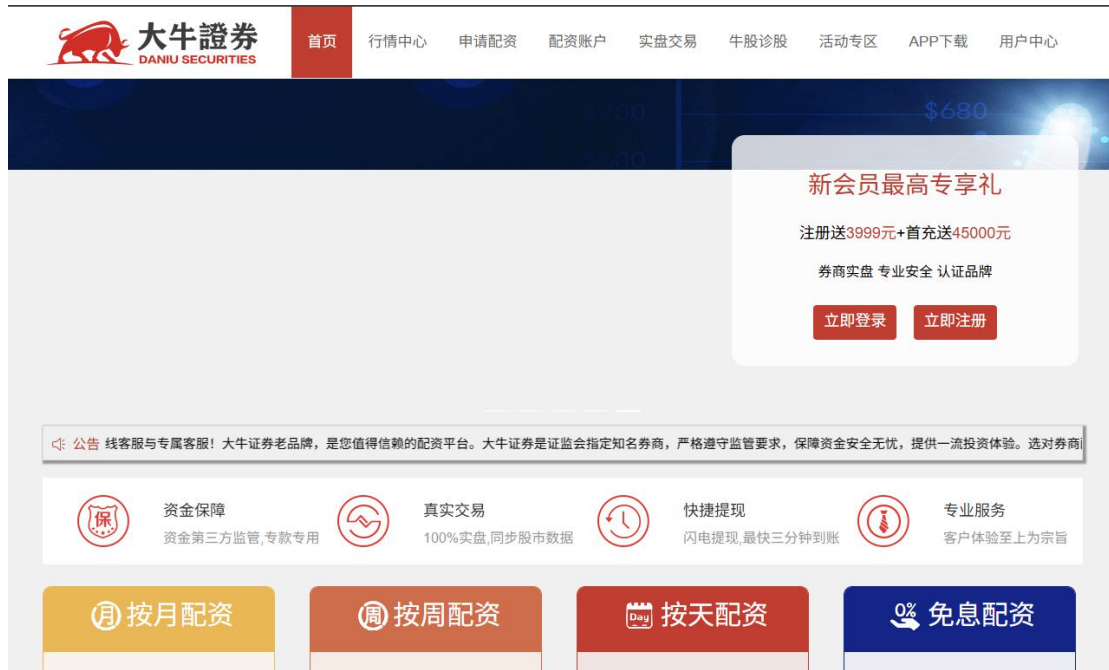 大牛證券
DANIU SECURITIES
首页 行情中心 申请配资 配资账户 实盘交易 牛股诊股 活动专区 APP下载 用户中心
$700
$680
$600
新会员最高专享礼
注册送3999元+首充送45000元
券商实盘 专业安全 认证品牌
立即登录 立即注册
公告 线客服与专属客服！大牛证券老品牌，是您值得信赖的配资平台。大牛证券是证监会指定知名券商，严格遵守监管要求，保障资金安全无忧，提供一流投资体验。选对券商
保
资金保障
资金第三方监管,专款专用
真实交易
100%实盘,同步股市数据
快捷提现
闪电提现,最快三分钟到账
专业服务
客户体验至上为宗旨
月 按月配资
周 按周配资
Day 按天配资
0% 免息配资